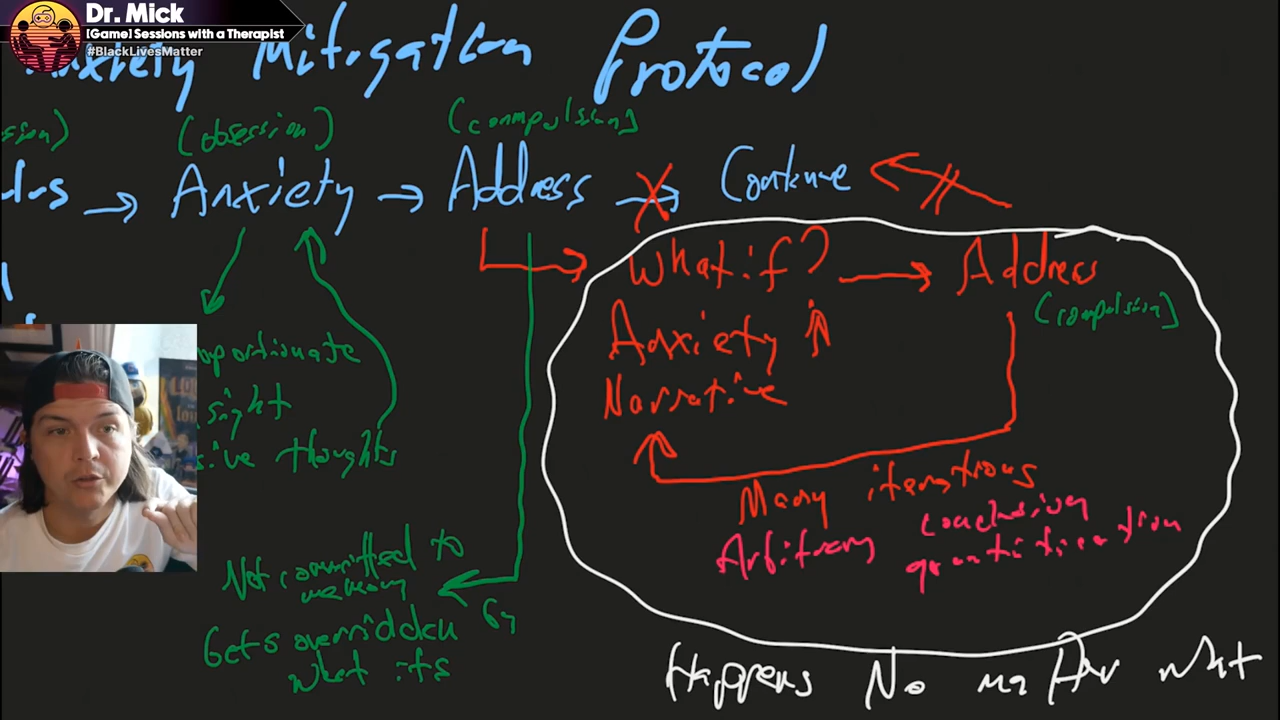 Dr. Mick
[Game] Sessions with a Therapist
#BlackLivesMatter
Anxiety Mitigation Protocol
(obsession)
(compulsion)
→ Anxiety → Address → Continue
What if? → Address
(compulsion)
Anxiety ↑
Narrative
thoughts
Many iterations
Arbitrary conclusion
quantification
Not committed to
memory
Gets overridden by
what ifs
Happens No matter what